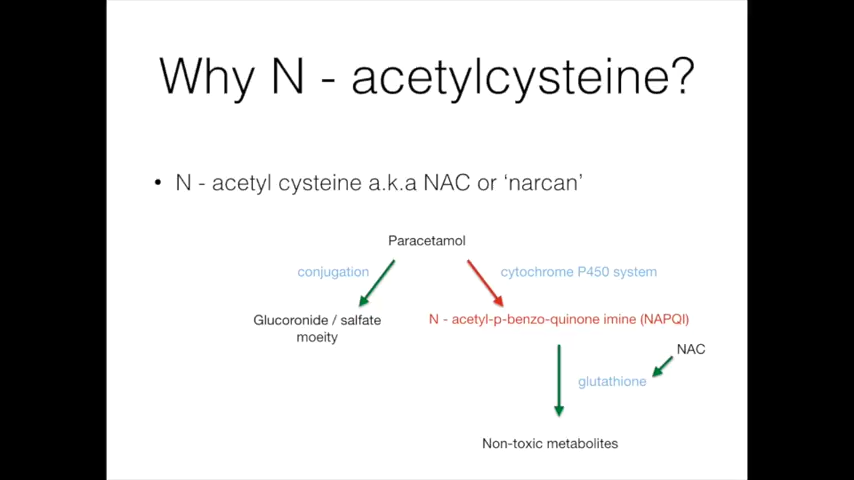 Why N - acetylcysteine?
• N - acetyl cysteine a.k.a NAC or ‘narcan’
Paracetamol
conjugation
cytochrome P450 system
Glucoronide / salfate
moeity
N - acetyl-p-benzo-quinone imine (NAPQI)
NAC
glutathione
Non-toxic metabolites